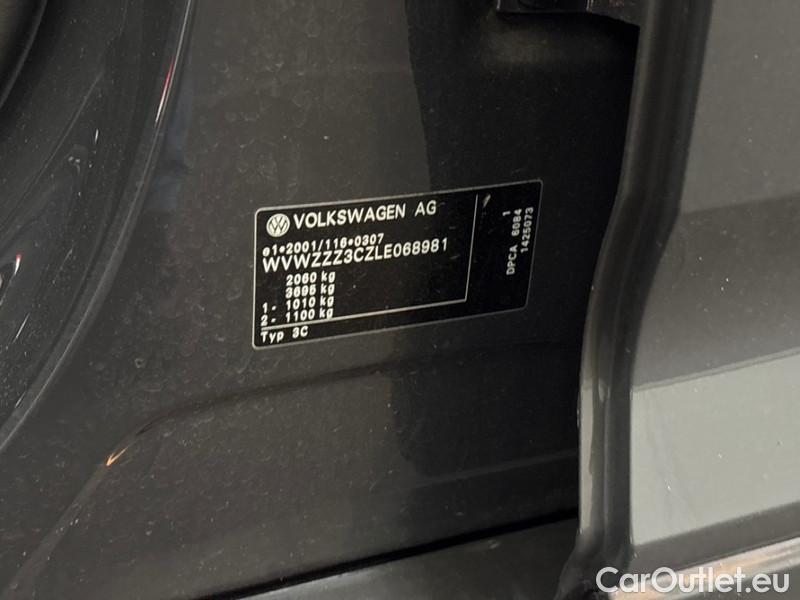 VOLKSWAGEN AG
e1*2001/116*0307
WVWZZZ3CZLE068981
2060 kg
3695 kg
1 - 1010 kg
2 - 1100 kg
Typ 3C
1
DPCA 6084
1425073
CarOutlet.eu